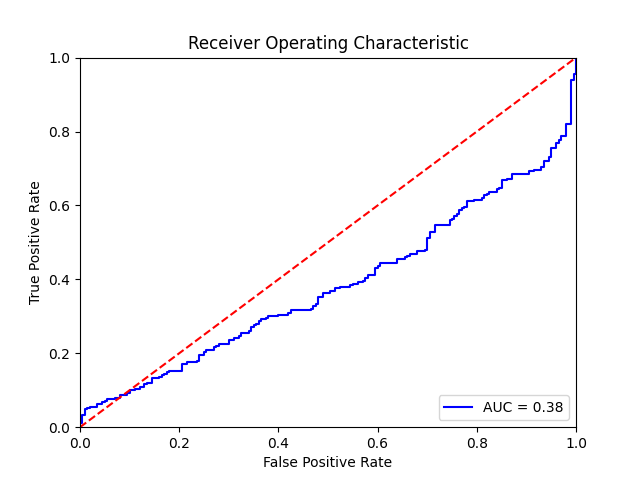 Receiver Operating Characteristic
1.0
0.8
0.6
0.4
0.2
0.0
True Positive Rate
AUC = 0.38
0.0 0.2 0.4 0.6 0.8 1.0
False Positive Rate